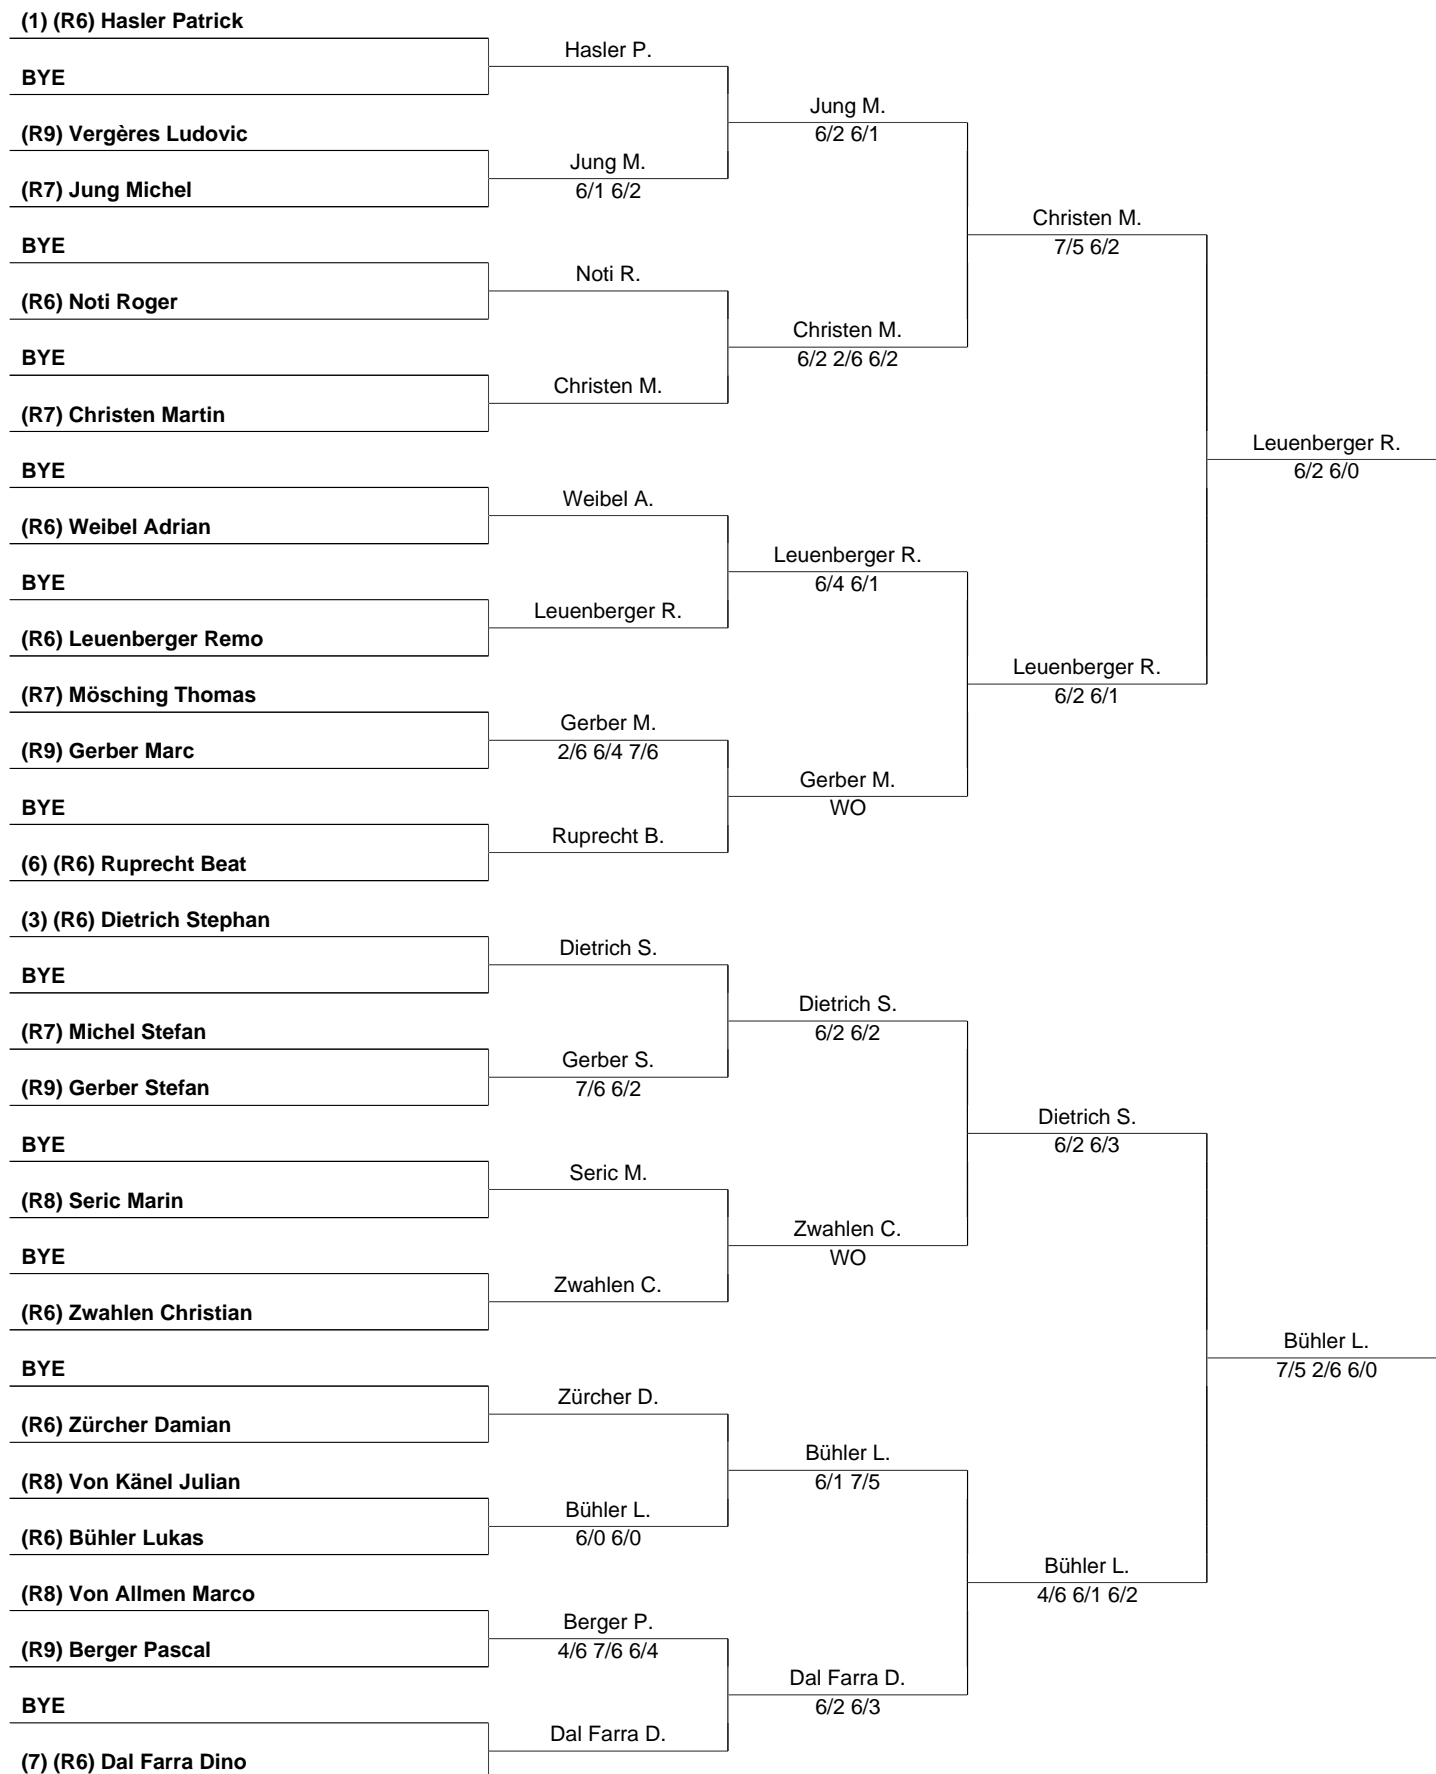 (1) (R6) Hasler Patrick
Hasler P.
BYE
Jung M.
6/2 6/1
(R9) Vergères Ludovic
Jung M.
6/1 6/2
(R7) Jung Michel
Christen M.
7/5 6/2
BYE
Noti R.
(R6) Noti Roger
Christen M.
6/2 2/6 6/2
BYE
Christen M.
(R7) Christen Martin
Leuenberger R.
6/2 6/0
BYE
Weibel A.
(R6) Weibel Adrian
Leuenberger R.
6/4 6/1
BYE
Leuenberger R.
(R6) Leuenberger Remo
Leuenberger R.
6/2 6/1
(R7) Mösching Thomas
Gerber M.
2/6 6/4 7/6
(R9) Gerber Marc
Gerber M.
WO
BYE
Ruprecht B.
(6) (R6) Ruprecht Beat
(3) (R6) Dietrich Stephan
Dietrich S.
BYE
Dietrich S.
6/2 6/2
(R7) Michel Stefan
Gerber S.
7/6 6/2
(R9) Gerber Stefan
Dietrich S.
6/2 6/3
BYE
Seric M.
(R8) Seric Marin
Zwahlen C.
WO
BYE
Zwahlen C.
(R6) Zwahlen Christian
Bühler L.
7/5 2/6 6/0
BYE
Zürcher D.
(R6) Zürcher Damian
Bühler L.
6/1 7/5
(R8) Von Känel Julian
Bühler L.
6/0 6/0
(R6) Bühler Lukas
Bühler L.
4/6 6/1 6/2
(R8) Von Allmen Marco
Berger P.
4/6 7/6 6/4
(R9) Berger Pascal
Dal Farra D.
6/2 6/3
BYE
Dal Farra D.
(7) (R6) Dal Farra Dino